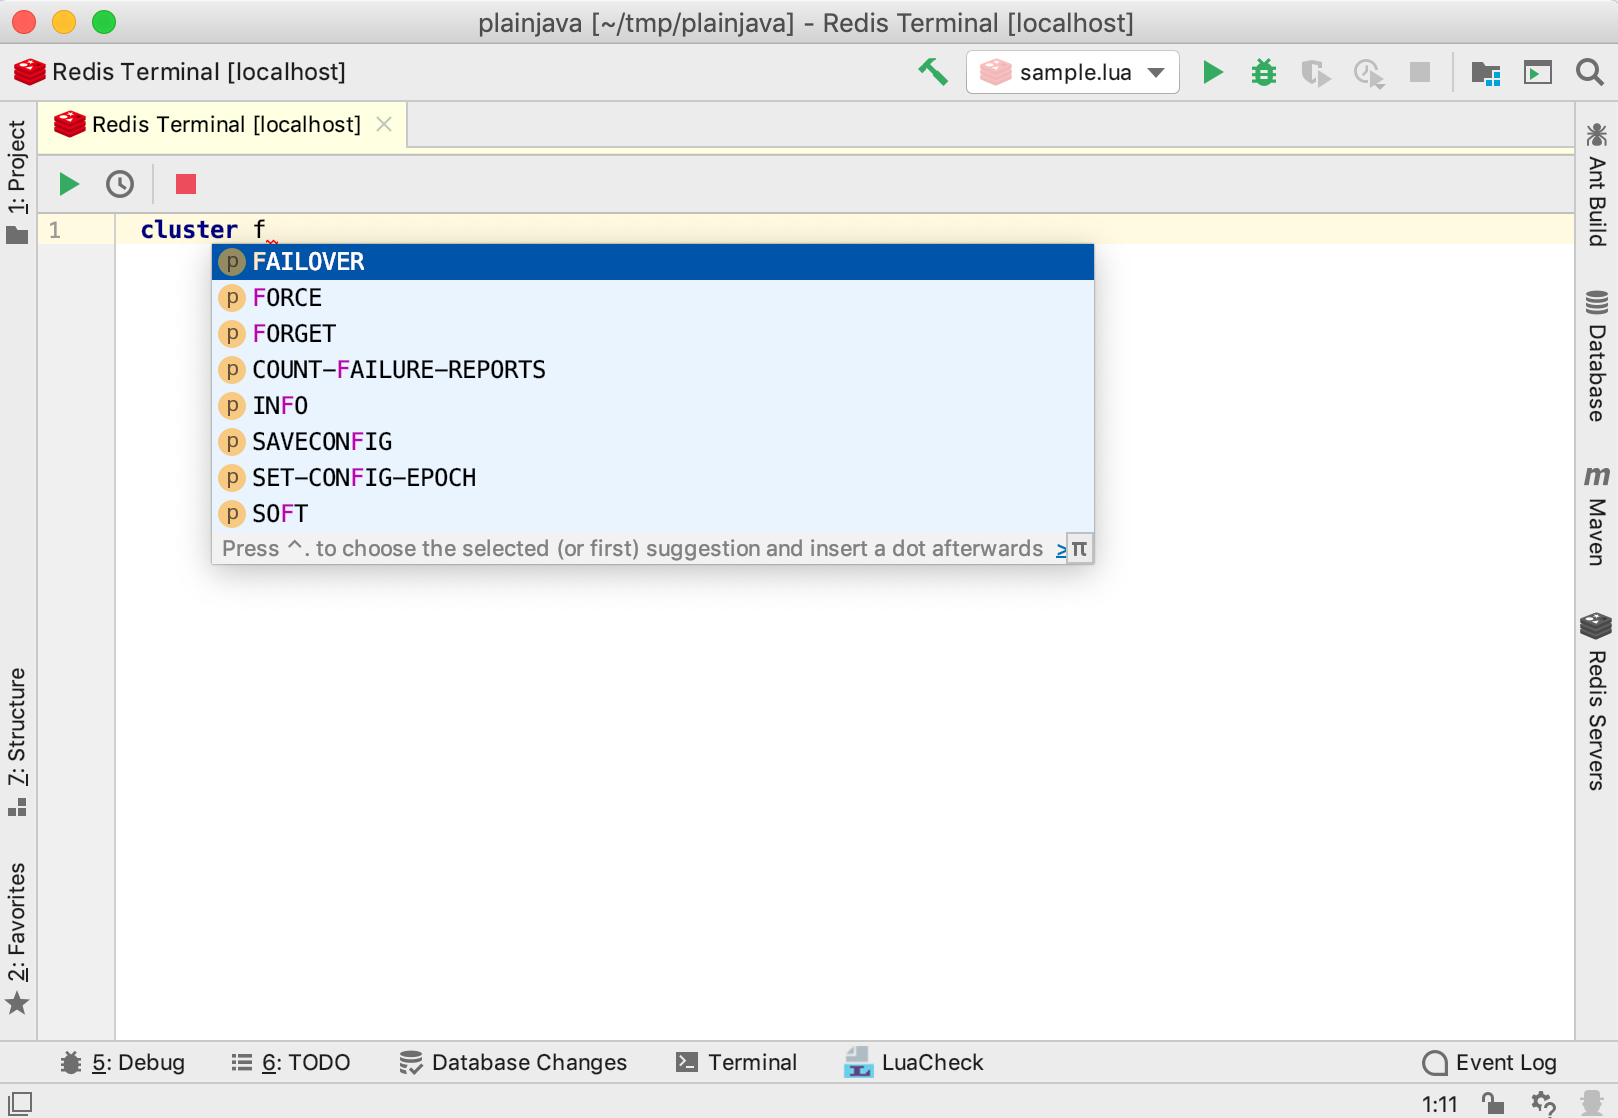 plainjava [~/tmp/plainjava] - Redis Terminal [localhost]
Redis Terminal [localhost]
sample.lua
Redis Terminal [localhost]
1: Project
1 cluster f
p FAILOVER
p FORCE
p FORGET
p COUNT-FAILURE-REPORTS
p INFO
p SAVECONFIG
p SET-CONFIG-EPOCH
p SOFT
Press ^. to choose the selected (or first) suggestion and insert a dot afterwards >> π
Ant Build
Database
m Maven
Redis Servers
7: Structure
2: Favorites
5: Debug
6: TODO
Database Changes
Terminal
LuaCheck
Event Log
1:11